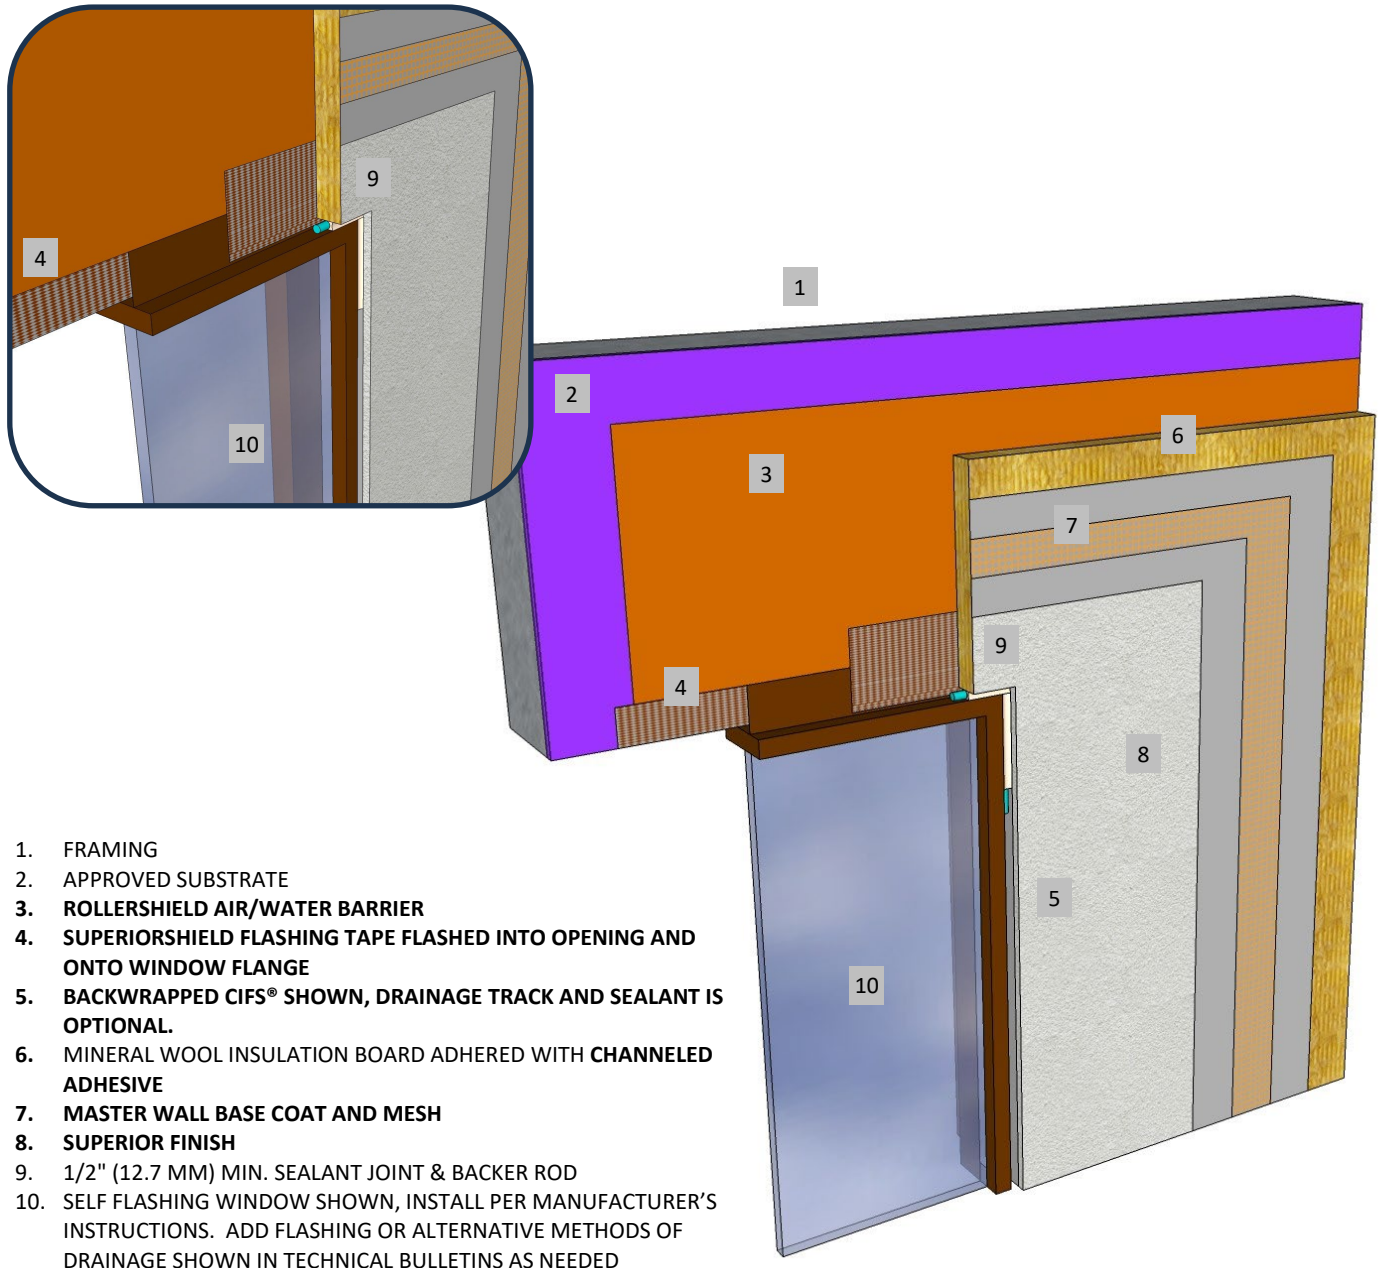 9
4
10
1
2
6
3
7
9
4
8
5
10
1. FRAMING
2. APPROVED SUBSTRATE
3. ROLLERSHIELD AIR/WATER BARRIER
4. SUPERIORSHIELD FLASHING TAPE FLASHED INTO OPENING AND
ONTO WINDOW FLANGE
5. BACKWRAPPED CIFS® SHOWN, DRAINAGE TRACK AND SEALANT IS
OPTIONAL.
6. MINERAL WOOL INSULATION BOARD ADHERED WITH CHANNELED
ADHESIVE
7. MASTER WALL BASE COAT AND MESH
8. SUPERIOR FINISH
9. 1/2" (12.7 MM) MIN. SEALANT JOINT & BACKER ROD
10. SELF FLASHING WINDOW SHOWN, INSTALL PER MANUFACTURER’S
INSTRUCTIONS. ADD FLASHING OR ALTERNATIVE METHODS OF
DRAINAGE SHOWN IN TECHNICAL BULLETINS AS NEEDED